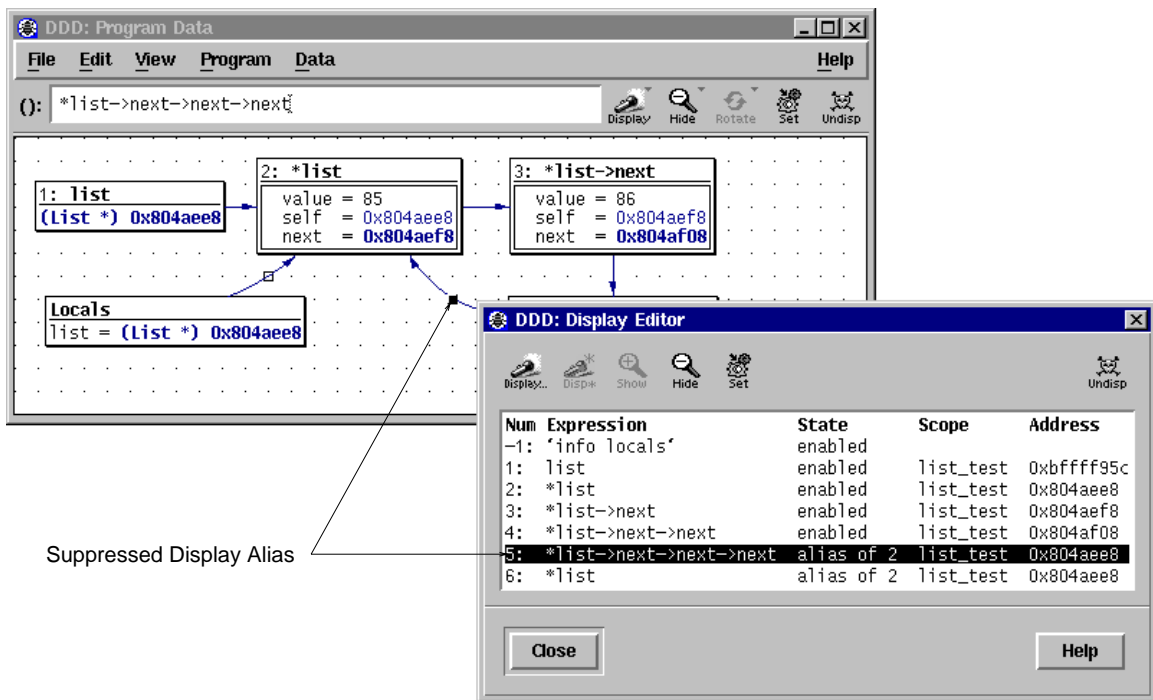 DDD: Program Data
File Edit View Program Data Help
(): *list->next->next->next
Display Hide Rotate Set Undisp
1: list
(List *) 0x804aee8
2: *list
value = 85
self = 0x804aee8
next = 0x804aef8
3: *list->next
value = 86
self = 0x804aef8
next = 0x804af08
Locals
list = (List *) 0x804aee8
DDD: Display Editor
Display.. Disp* Show Hide Set Undisp
Num Expression State Scope Address
−1: ‘info locals‘ enabled
1: list enabled list_test 0xbffff95c
2: *list enabled list_test 0x804aee8
3: *list->next enabled list_test 0x804aef8
4: *list->next->next enabled list_test 0x804af08
5: *list->next->next->next alias of 2 list_test 0x804aee8
6: *list alias of 2 list_test 0x804aee8
Suppressed Display Alias
Close Help